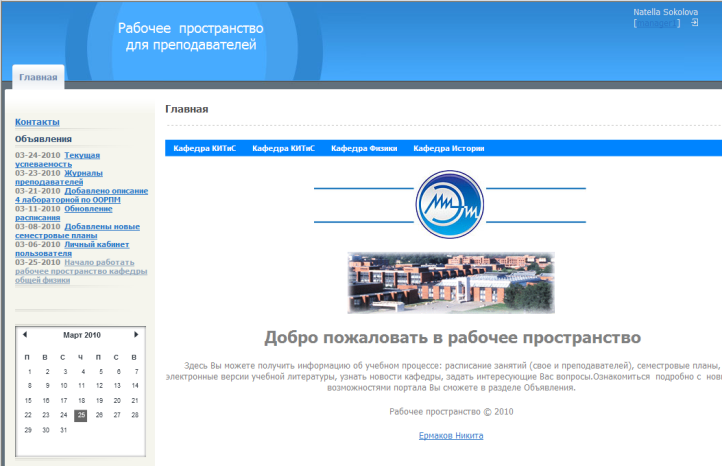 Рабочее пространство
для преподавателей
Natella Sokolova
Главная
Главная
Контакты
Объявления
03-24-2010 Текущая
успеваемость
03-23-2010 Журналы
преподавателей
03-21-2010 Добавлено описание
4 лабораторной по ООРПМ
03-11-2010 Обновление
расписания
03-08-2010 Добавлены новые
семестровые планы
03-06-2010 Личный кабинет
пользователя
03-25-2010 Начало работать
рабочее пространство кафедры
общей физики
Март 2010
П В С Ч П С В
1 2 3 4 5 6 7
8 9 10 11 12 13 14
15 16 17 18 19 20 21
22 23 24 25 26 27 28
29 30 31
Кафедра КИТиС Кафедра КИТиС Кафедра Физики Кафедра История
МИЭТ
Добро пожаловать в рабочее пространство
Здесь Вы можете получить информацию об учебном процессе: расписание занятий (свое и преподавателей), семестровые планы,
электронные версии учебной литературы, узнать новости кафедры, задать интересующие Вас вопросы.Ознакомиться подробно с нов
возможностями портала Вы сможете в разделе Объявления.
Рабочее пространство © 2010
Ермаков Никита